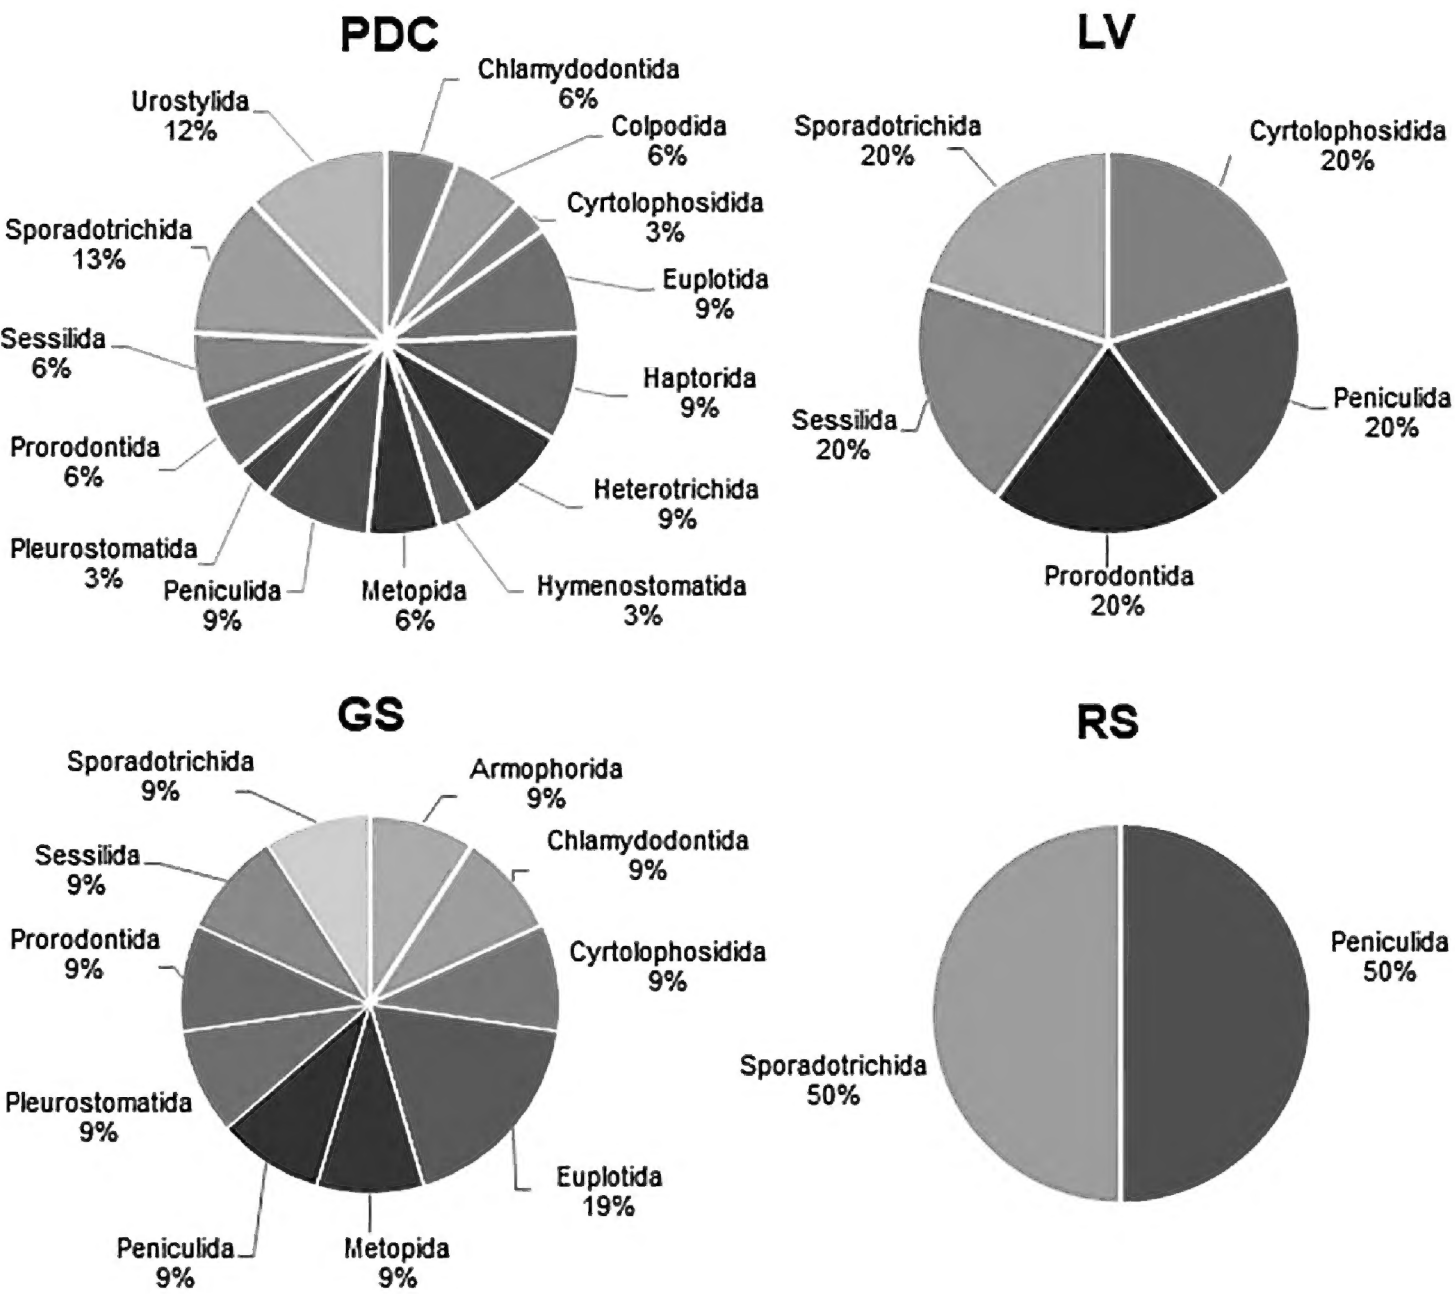 PDC
Chlamydodontida
6%
Colpodida
6%
Cyrtolophosidida
3%
Euplotida
9%
Haptorida
9%
Heterotrichida
9%
Hymenostomatida
3%
Metopida
6%
Peniculida
9%
Pleurostomatida
3%
Prorodontida
6%
Sessilida
6%
Sporadotrichida
13%
Urostylida
12%
LV
Cyrtolophosidida
20%
Peniculida
20%
Prorodontida
20%
Sessilida
20%
Sporadotrichida
20%
GS
Armophorida
9%
Chlamydodontida
9%
Cyrtolophosidida
9%
Euplotida
19%
Metopida
9%
Peniculida
9%
Pleurostomatida
9%
Prorodontida
9%
Sessilida
9%
Sporadotrichida
9%
RS
Peniculida
50%
Sporadotrichida
50%